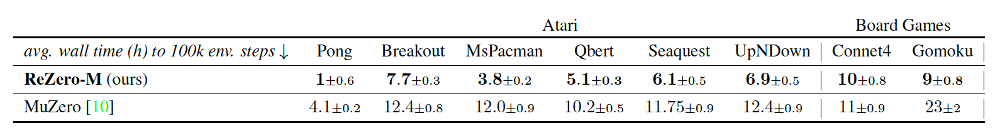 Atari Board Games
avg. wall time (h) to 100k env. steps ↓ Pong Breakout MsPacman Qbert Seaquest UpNDown Connet4 Gomoku
ReZero-M (ours) 1±0.6 7.7±0.3 3.8±0.2 5.1±0.3 6.1±0.5 6.9±0.5 10±0.8 9±0.8
MuZero [10] 4.1±0.2 12.4±0.8 12.0±0.9 10.2±0.5 11.75±0.9 12.4±0.9 11±0.9 23±2